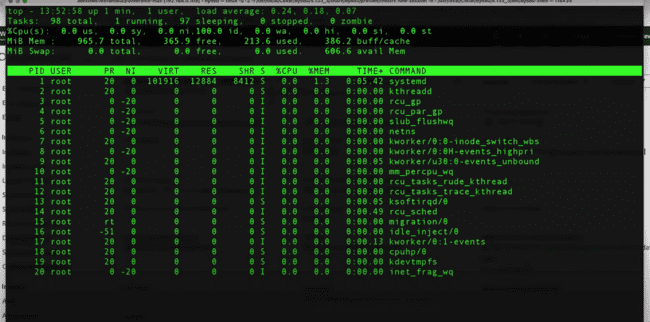 top - 13:52:58 up 1 min, 1 user, load average: 0.24, 0.18, 0.07
Tasks: 98 total, 1 running, 97 sleeping, 0 stopped, 0 zombie
%Cpu(s): 0.0 us, 0.0 sy, 0.0 ni,100.0 id, 0.0 wa, 0.0 hi, 0.0 si, 0.0 st
MiB Mem : 965.7 total, 365.9 free, 213.6 used, 386.2 buff/cache
MiB Swap: 0.0 total, 0.0 free, 0.0 used. 606.6 avail Mem
PID USER PR NI VIRT RES SHR S %CPU %MEM TIME+ COMMAND
1 root 20 0 101916 12884 8412 S 0.0 1.3 0:05.42 systemd
2 root 20 0 0 0 0 S 0.0 0.0 0:00.00 kthreadd
3 root 0 -20 0 0 0 I 0.0 0.0 0:00.00 rcu_gp
4 root 0 -20 0 0 0 I 0.0 0.0 0:00.00 rcu_par_gp
5 root 0 -20 0 0 0 I 0.0 0.0 0:00.00 slub_flushwq
6 root 0 -20 0 0 0 I 0.0 0.0 0:00.00 netns
7 root 20 0 0 0 0 I 0.0 0.0 0:00.00 kworker/0:0-inode_switch_wbs
8 root 0 -20 0 0 0 I 0.0 0.0 0:00.00 kworker/0:0H-events_highpri
9 root 20 0 0 0 0 I 0.0 0.0 0:00.05 kworker/u30:0-events_unbound
10 root 0 -20 0 0 0 I 0.0 0.0 0:00.00 mm_percpu_wq
11 root 20 0 0 0 0 I 0.0 0.0 0:00.00 rcu_tasks_rude_kthread
12 root 20 0 0 0 0 I 0.0 0.0 0:00.00 rcu_tasks_trace_kthread
13 root 20 0 0 0 0 S 0.0 0.0 0:00.05 ksoftirqd/0
14 root 20 0 0 0 0 I 0.0 0.0 0:00.49 rcu_sched
15 root rt 0 0 0 0 S 0.0 0.0 0:00.00 migration/0
16 root -51 0 0 0 0 S 0.0 0.0 0:00.00 idle_inject/0
17 root 20 0 0 0 0 I 0.0 0.0 0:00.13 kworker/0:1-events
18 root 20 0 0 0 0 S 0.0 0.0 0:00.00 cpuhp/0
19 root 20 0 0 0 0 S 0.0 0.0 0:00.00 kdevtmpfs
20 root 0 -20 0 0 0 I 0.0 0.0 0:00.00 inet_frag_wq